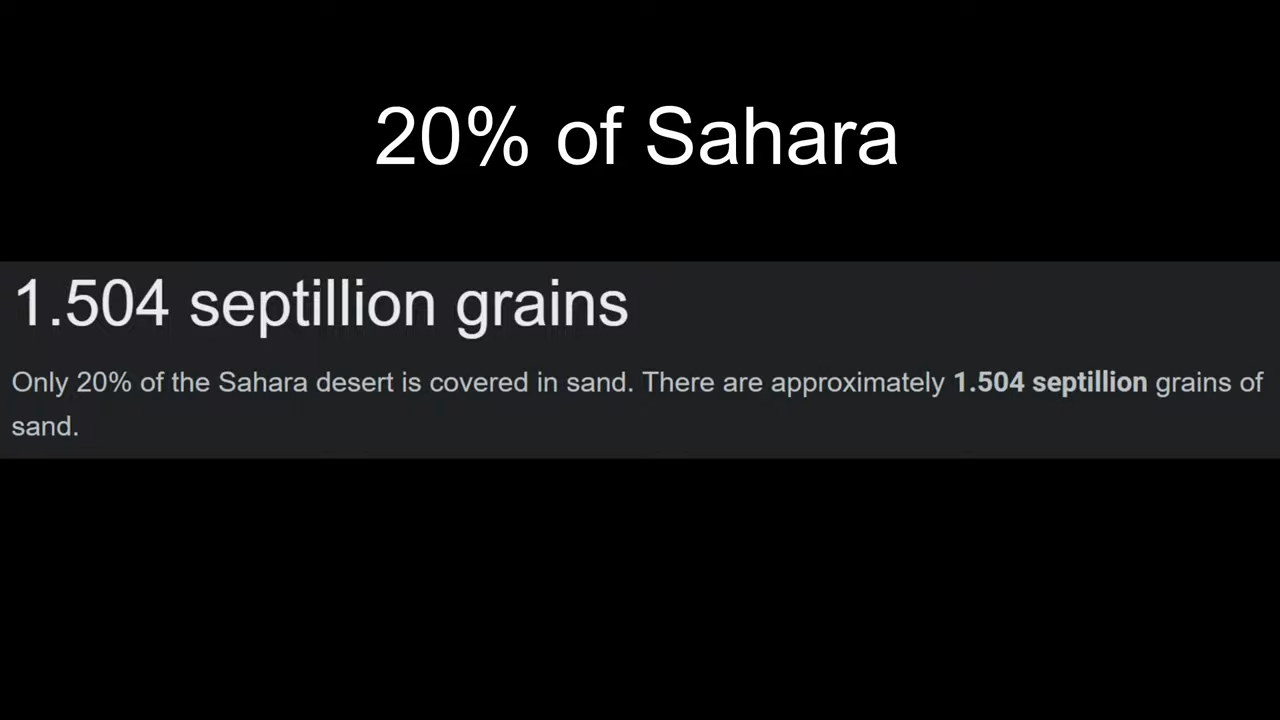 20% of Sahara
1.504 septillion grains
Only 20% of the Sahara desert is covered in sand. There are approximately 1.504 septillion grains of
sand.